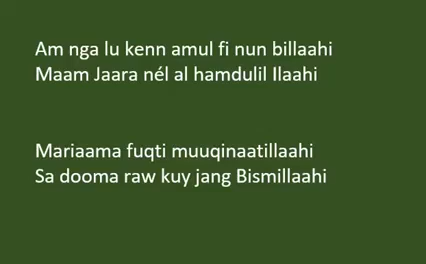 Am nga lu kenn amul fi nun billaahi
Maam Jaara nél al hamdulil Ilaahi
Mariaama fuqti muuqinaatillaahi
Sa dooma raw kuy jang Bismillaahi